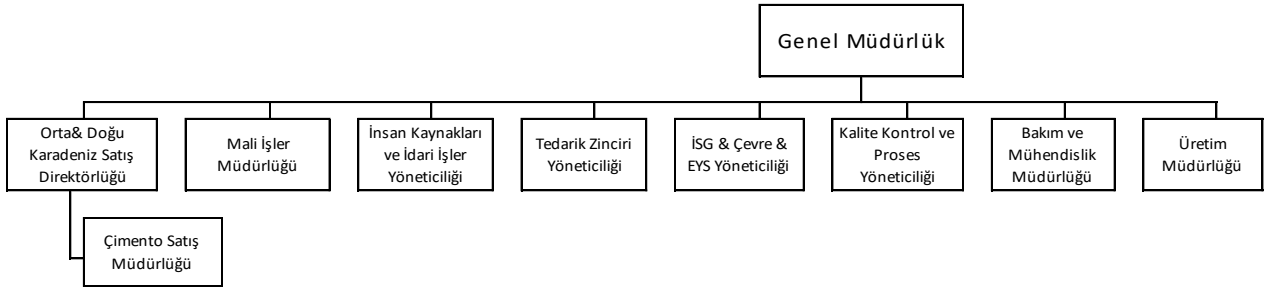 Genel Müdürlük
Orta& Doğu
Karadeniz Satış
Direktörlüğü
Mali İşler
Müdürlüğü
İnsan Kaynakları
ve İdari İşler
Yöneticiliği
Tedarik Zinciri
Yöneticiliği
İSG & Çevre &
EYS Yöneticiliği
Kalite Kontrol ve
Proses
Yöneticiliği
Bakım ve
Mühendislik
Müdürlüğü
Üretim
Müdürlüğü
Çimento Satış
Müdürlüğü